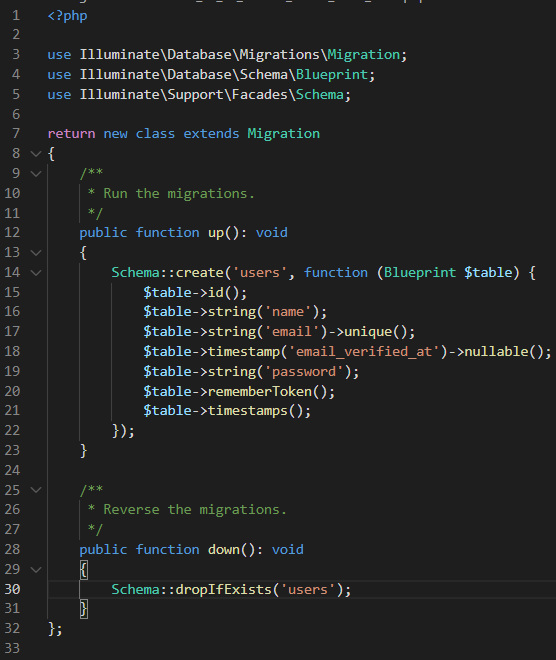 1 <?php
2
3 use Illuminate\Database\Migrations\Migration;
4 use Illuminate\Database\Schema\Blueprint;
5 use Illuminate\Support\Facades\Schema;
6
7 return new class extends Migration
8 {
9     /**
10      * Run the migrations.
11      */
12     public function up(): void
13     {
14         Schema::create('users', function (Blueprint $table) {
15             $table->id();
16             $table->string('name');
17             $table->string('email')->unique();
18             $table->timestamp('email_verified_at')->nullable();
19             $table->string('password');
20             $table->rememberToken();
21             $table->timestamps();
22         });
23     }
24
25     /**
26      * Reverse the migrations.
27      */
28     public function down(): void
29     {
30         Schema::dropIfExists('users');
31     }
32 };
33